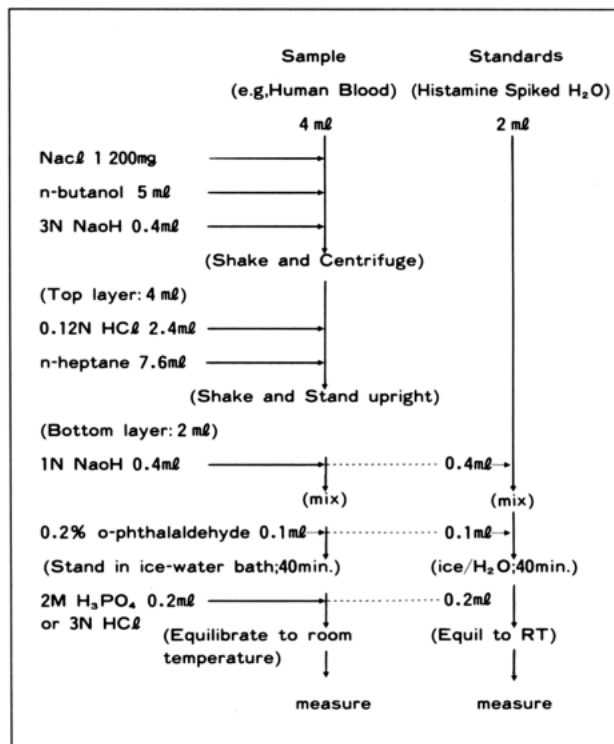 Sample Standards
(e.g,Human Blood) (Histamine Spiked H₂O)
4 mℓ 2 mℓ
Nacℓ 1 200mg
n-butanol 5 mℓ
3N NaoH 0.4mℓ
(Shake and Centrifuge)
(Top layer: 4 mℓ)
0.12N HCℓ 2.4mℓ
n-heptane 7.6mℓ
(Shake and Stand upright)
(Bottom layer: 2 mℓ)
1N NaOH 0.4mℓ 0.4mℓ
(mix) (mix)
0.2% o-phthalaldehyde 0.1mℓ 0.1mℓ
(Stand in ice-water bath;40min.) (ice/H₂O;40min.)
2M H₃PO₄ 0.2mℓ 0.2mℓ
or 3N HCℓ
(Equilibrate to room (Equil to RT)
temperature)
measure measure